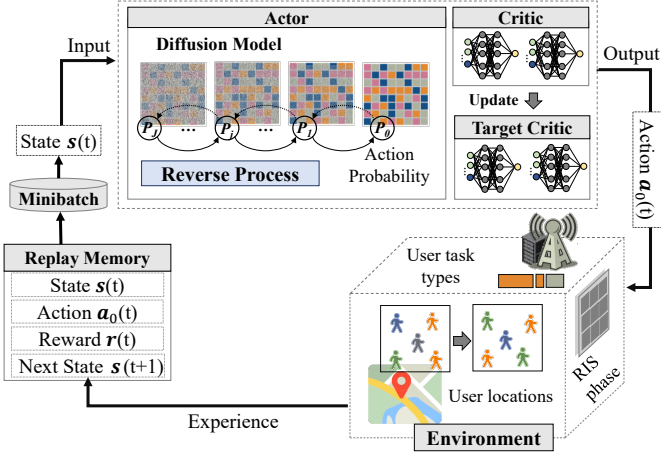 Actor
Critic
Input
Diffusion Model
Output
P_J ... P_i ... P_1 P_0
Action
Probability
Reverse Process
Update
Target Critic
State s(t)
Minibatch
Action a_0(t)
Replay Memory
State s(t)
Action a_0(t)
Reward r(t)
Next State s(t+1)
User task
types
RIS
phase
User locations
Experience
Environment